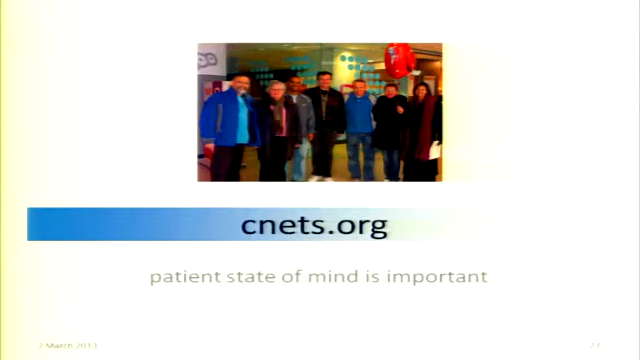 cnets.org
patient state of mind is important
2 March 2013
27